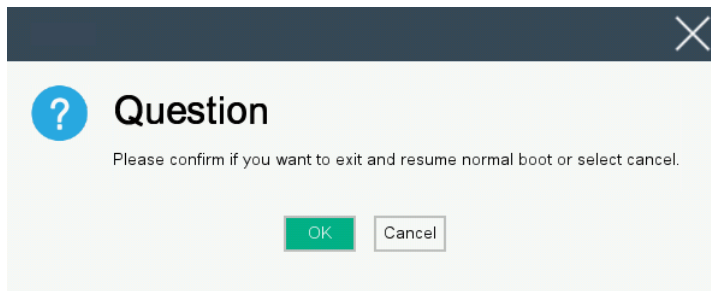 Question
Please confirm if you want to exit and resume normal boot or select cancel.
OK Cancel